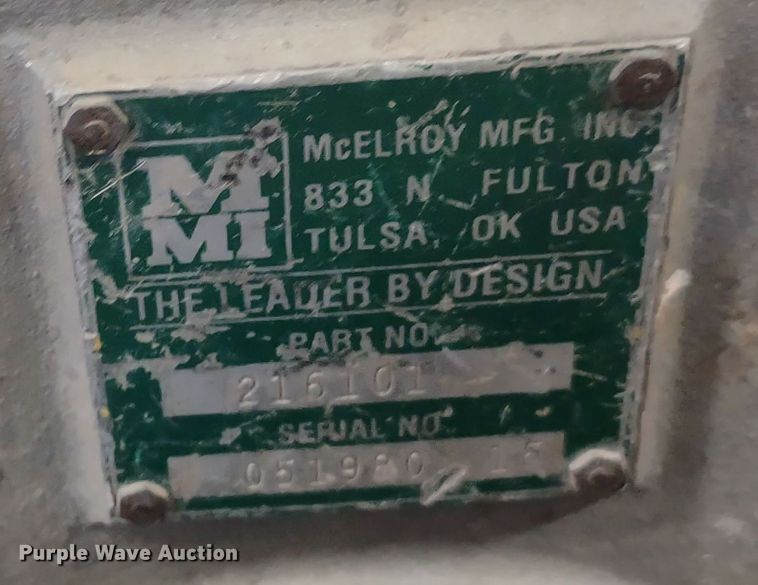 M
MI
McELROY MFG. INC.
833 N. FULTON
TULSA, OK USA
THE LEADER BY DESIGN
PART NO.
216101
SERIAL NO.
Purple Wave Auction